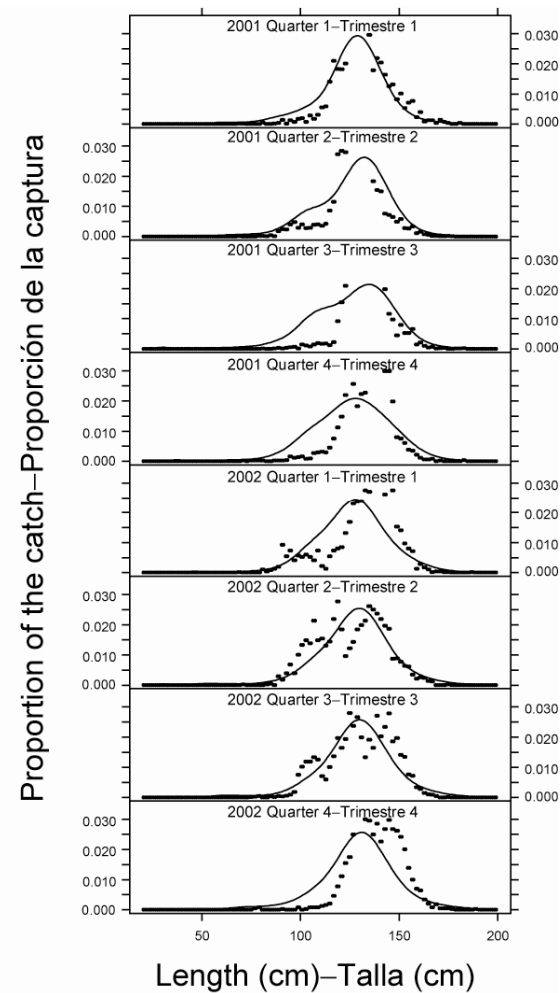 Proportion of the catch–Proporción de la captura
2001 Quarter 1–Trimestre 1
0.030
0.020
0.010
0.000
2001 Quarter 2–Trimestre 2
0.030
0.020
0.010
0.000
2001 Quarter 3–Trimestre 3
0.030
0.020
0.010
0.000
2001 Quarter 4–Trimestre 4
0.030
0.020
0.010
0.000
2002 Quarter 1–Trimestre 1
0.030
0.020
0.010
0.000
2002 Quarter 2–Trimestre 2
0.030
0.020
0.010
0.000
2002 Quarter 3–Trimestre 3
0.030
0.020
0.010
0.000
2002 Quarter 4–Trimestre 4
0.030
0.020
0.010
0.000
50 100 150 200
Length (cm)–Talla (cm)